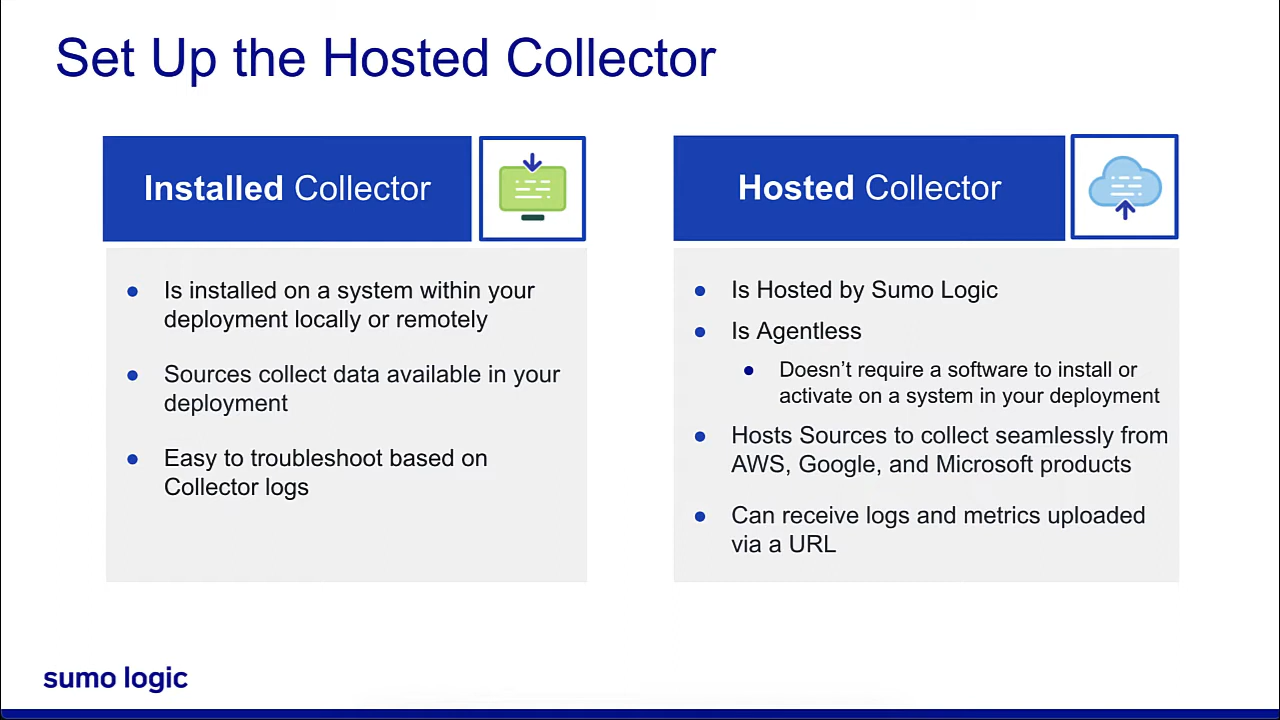 Set Up the Hosted Collector
Installed Collector
Is installed on a system within your
deployment locally or remotely
Sources collect data available in your
deployment
Easy to troubleshoot based on
Collector logs
Hosted Collector
Is Hosted by Sumo Logic
Is Agentless
Doesn’t require a software to install or
activate on a system in your deployment
Hosts Sources to collect seamlessly from
AWS, Google, and Microsoft products
Can receive logs and metrics uploaded
via a URL
sumo logic